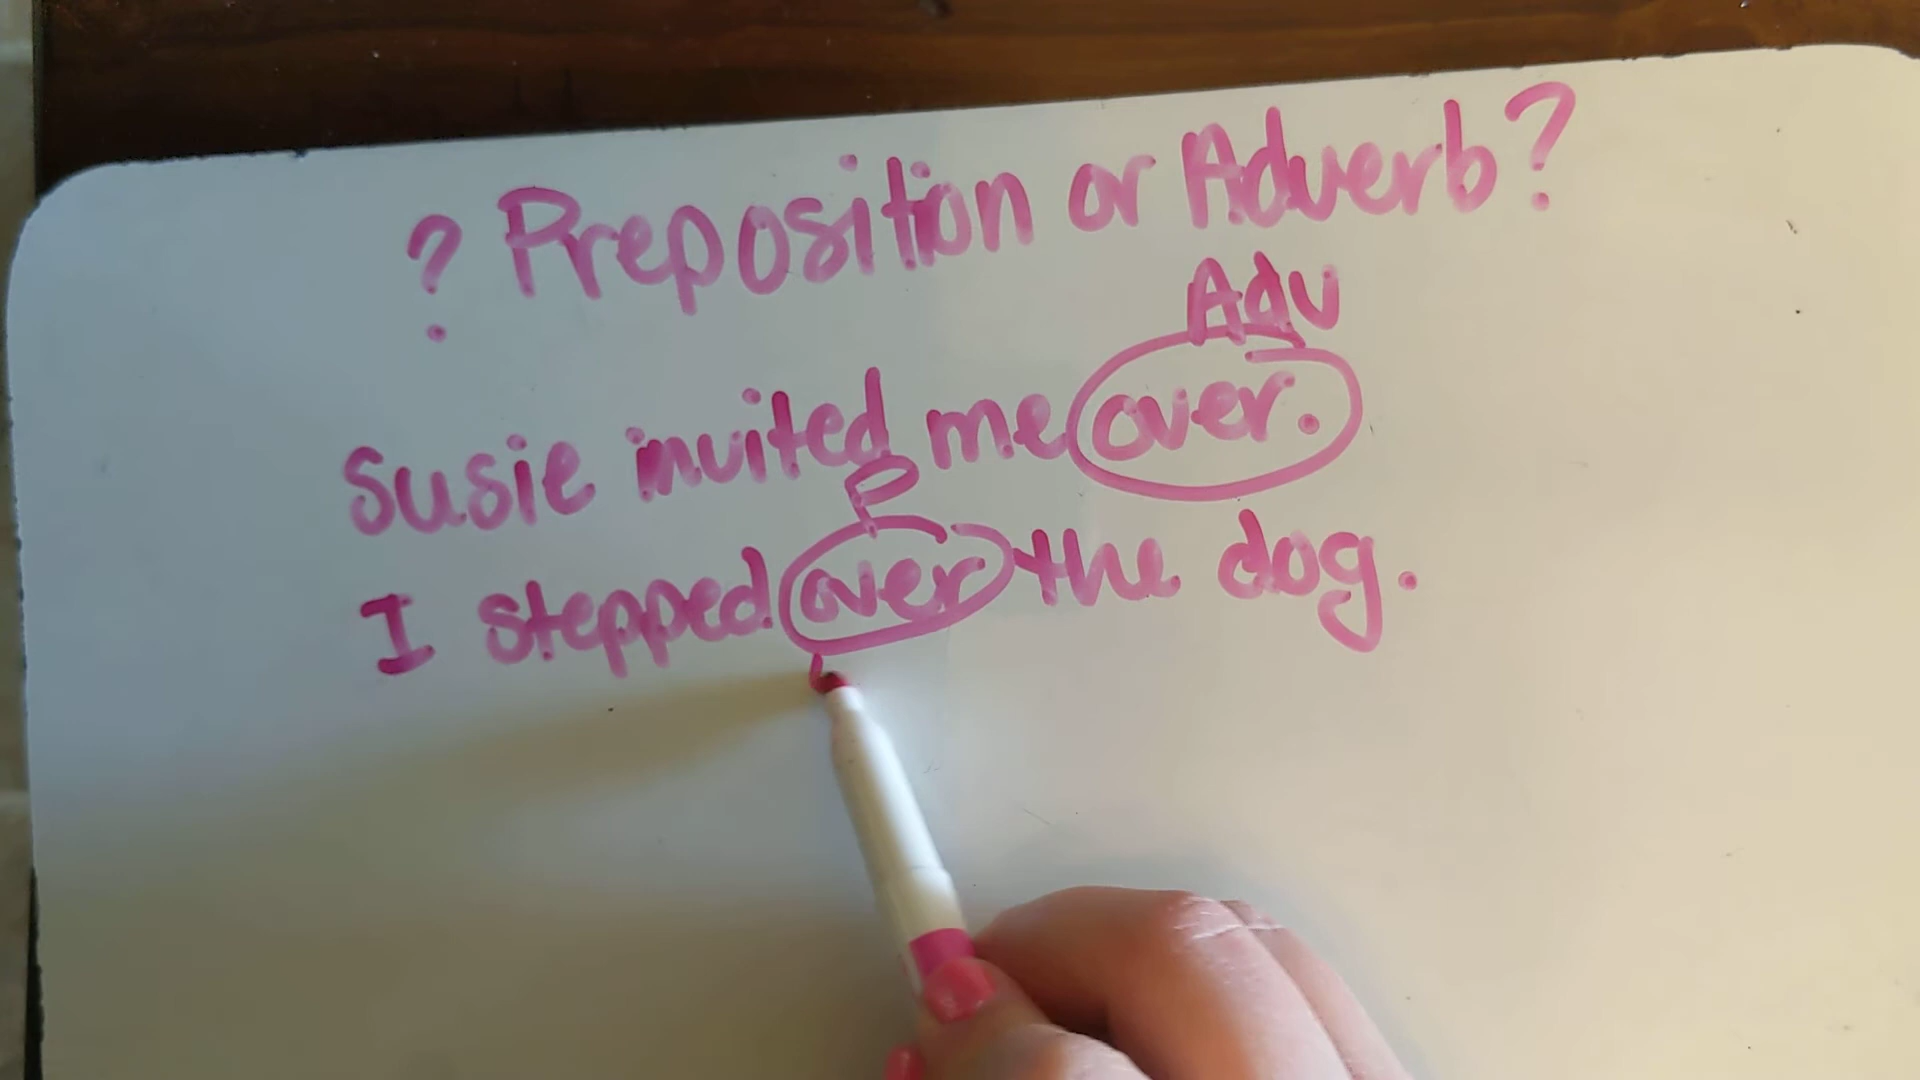 ? Preposition or Adverb?
Adv
Susie invited me over.
P
I stepped over the dog.